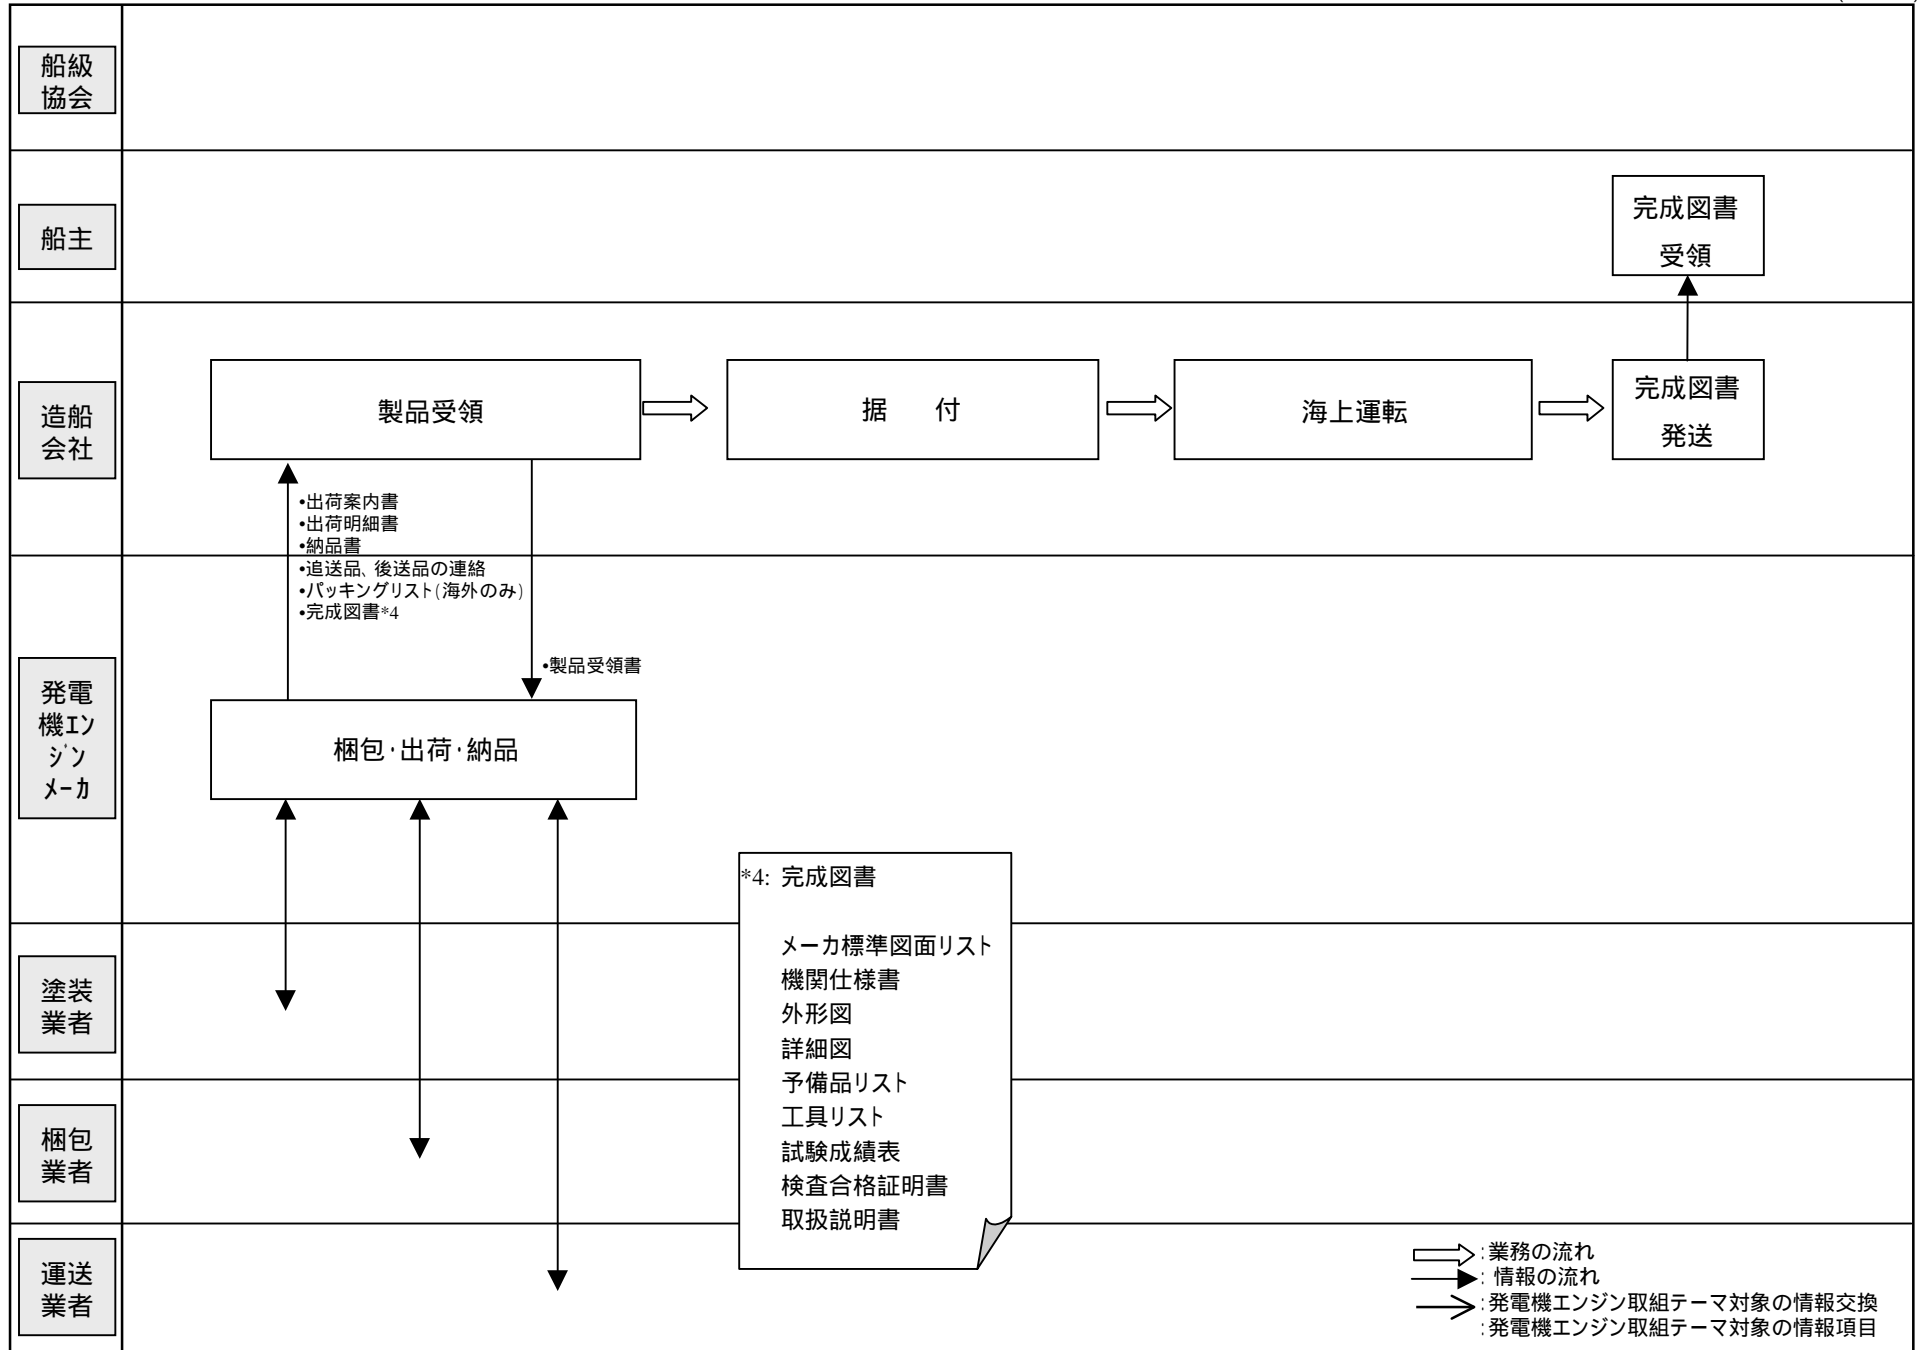 船級
協会
船主
完成図書
受領
造船
会社
製品受領
据 付
海上運転
完成図書
発送
•出荷案内書
•出荷明細書
•納品書
•追送品、後送品の連絡
•パッキングリスト(海外のみ)
•完成図書*4
•製品受領書
発電
機エン
ジン
メーカ
梱包・出荷・納品
*4: 完成図書
メーカ標準図面リスト
機関仕様書
外形図
詳細図
予備品リスト
工具リスト
試験成績表
検査合格証明書
取扱説明書
塗装
業者
梱包
業者
運送
業者
:業務の流れ
: 情報の流れ
:発電機エンジン取組テーマ対象の情報交換
:発電機エンジン取組テーマ対象の情報項目